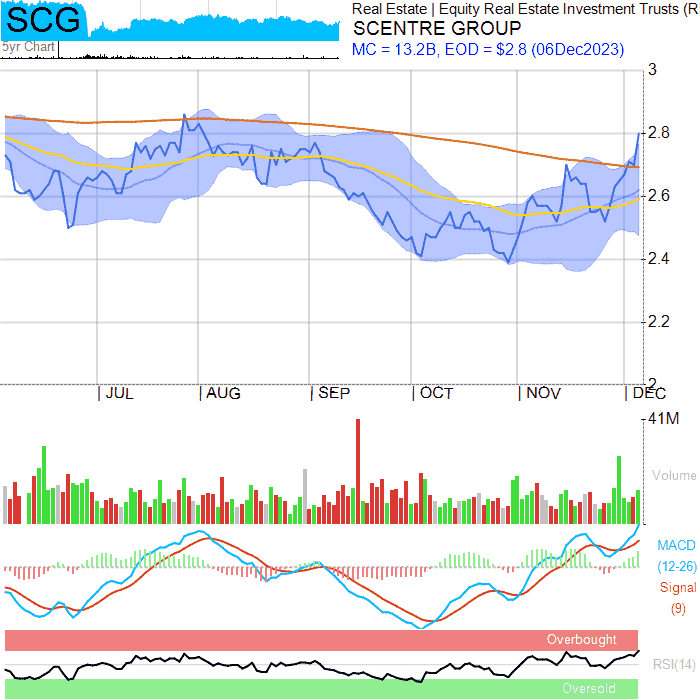 SCG
5yr Chart
Real Estate | Equity Real Estate Investment Trusts (R
SCENTRE GROUP
MC = 13.2B, EOD = $2.8 (06Dec2023)
3
2.8
2.6
2.4
2.2
2
JUL AUG SEP OCT NOV DEC
41M
Volume
MACD
(12-26)
Signal
(9)
Overbought
RSI(14)
Oversold